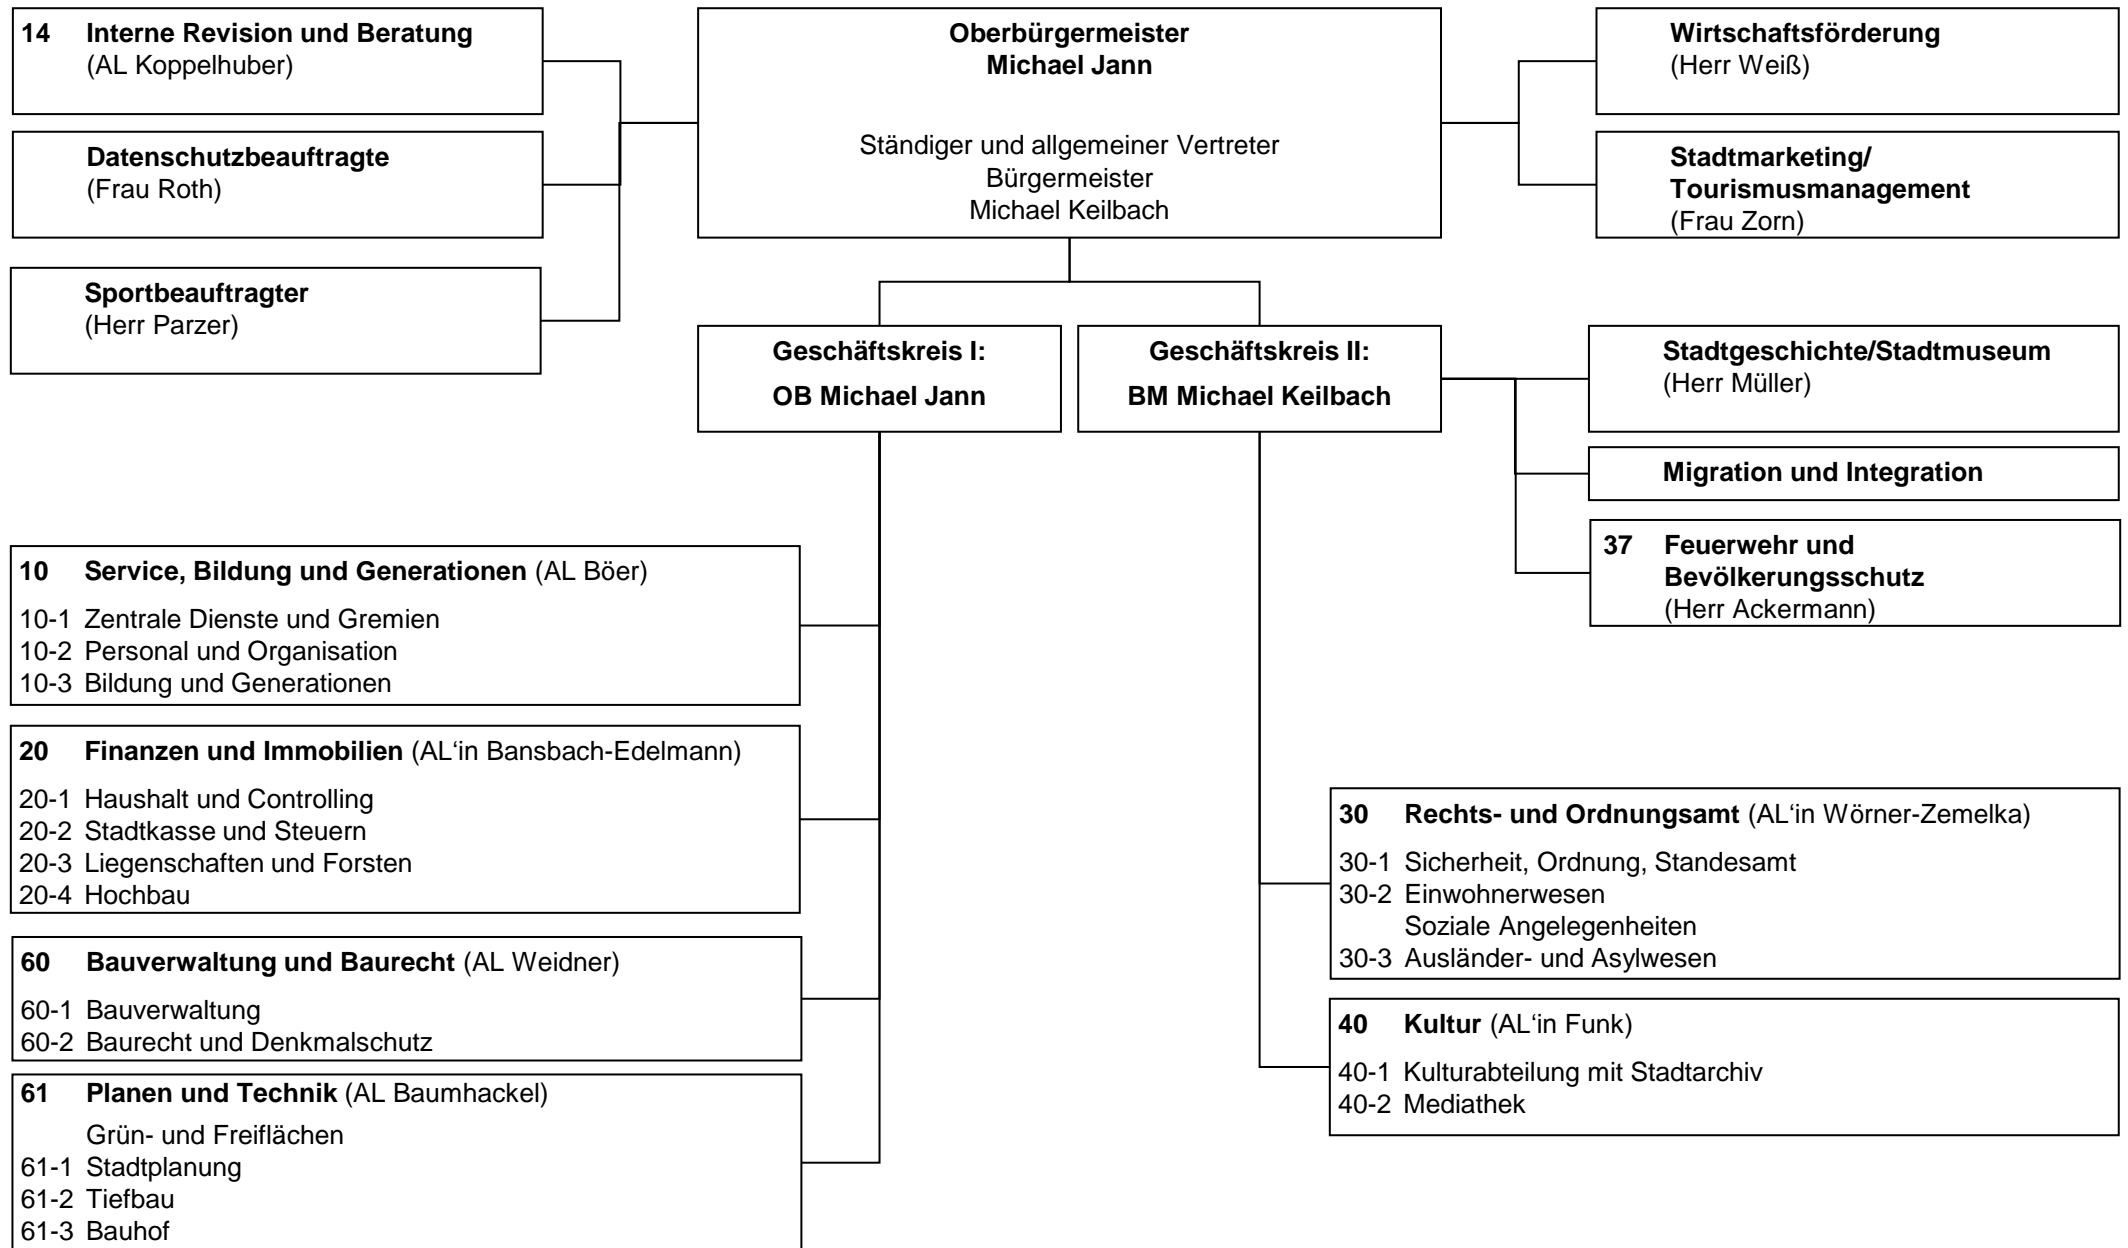 14 Interne Revision und Beratung
(AL Koppelhuber)
Datenschutzbeauftragte
(Frau Roth)
Sportbeauftragter
(Herr Parzer)
Oberbürgermeister
Michael Jann
Ständiger und allgemeiner Vertreter
Bürgermeister
Michael Keilbach
Wirtschaftsförderung
(Herr Weiß)
Stadtmarketing/
Tourismusmanagement
(Frau Zorn)
Geschäftskreis I:
OB Michael Jann
Geschäftskreis II:
BM Michael Keilbach
Stadtgeschichte/Stadtmuseum
(Herr Müller)
Migration und Integration
37 Feuerwehr und
Bevölkerungsschutz
(Herr Ackermann)
10 Service, Bildung und Generationen (AL Böer)
10-1 Zentrale Dienste und Gremien
10-2 Personal und Organisation
10-3 Bildung und Generationen
20 Finanzen und Immobilien (AL‘in Bansbach-Edelmann)
20-1 Haushalt und Controlling
20-2 Stadtkasse und Steuern
20-3 Liegenschaften und Forsten
20-4 Hochbau
60 Bauverwaltung und Baurecht (AL Weidner)
60-1 Bauverwaltung
60-2 Baurecht und Denkmalschutz
61 Planen und Technik (AL Baumhackel)
Grün- und Freiflächen
61-1 Stadtplanung
61-2 Tiefbau
61-3 Bauhof
30 Rechts- und Ordnungsamt (AL‘in Wörner-Zemelka)
30-1 Sicherheit, Ordnung, Standesamt
30-2 Einwohnerwesen
Soziale Angelegenheiten
30-3 Ausländer- und Asylwesen
40 Kultur (AL‘in Funk)
40-1 Kulturabteilung mit Stadtarchiv
40-2 Mediathek